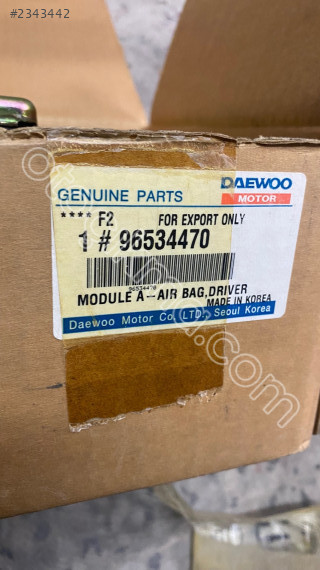 #2343442
GENUINE PARTS
DAEWOO
MOTOR
**** F2 FOR EXPORT ONLY
1 # 96534470
96534470
MODULE A--AIR BAG,DRIVER
MADE IN KOREA
Daewoo Motor Co., LTD., Seoul Korea